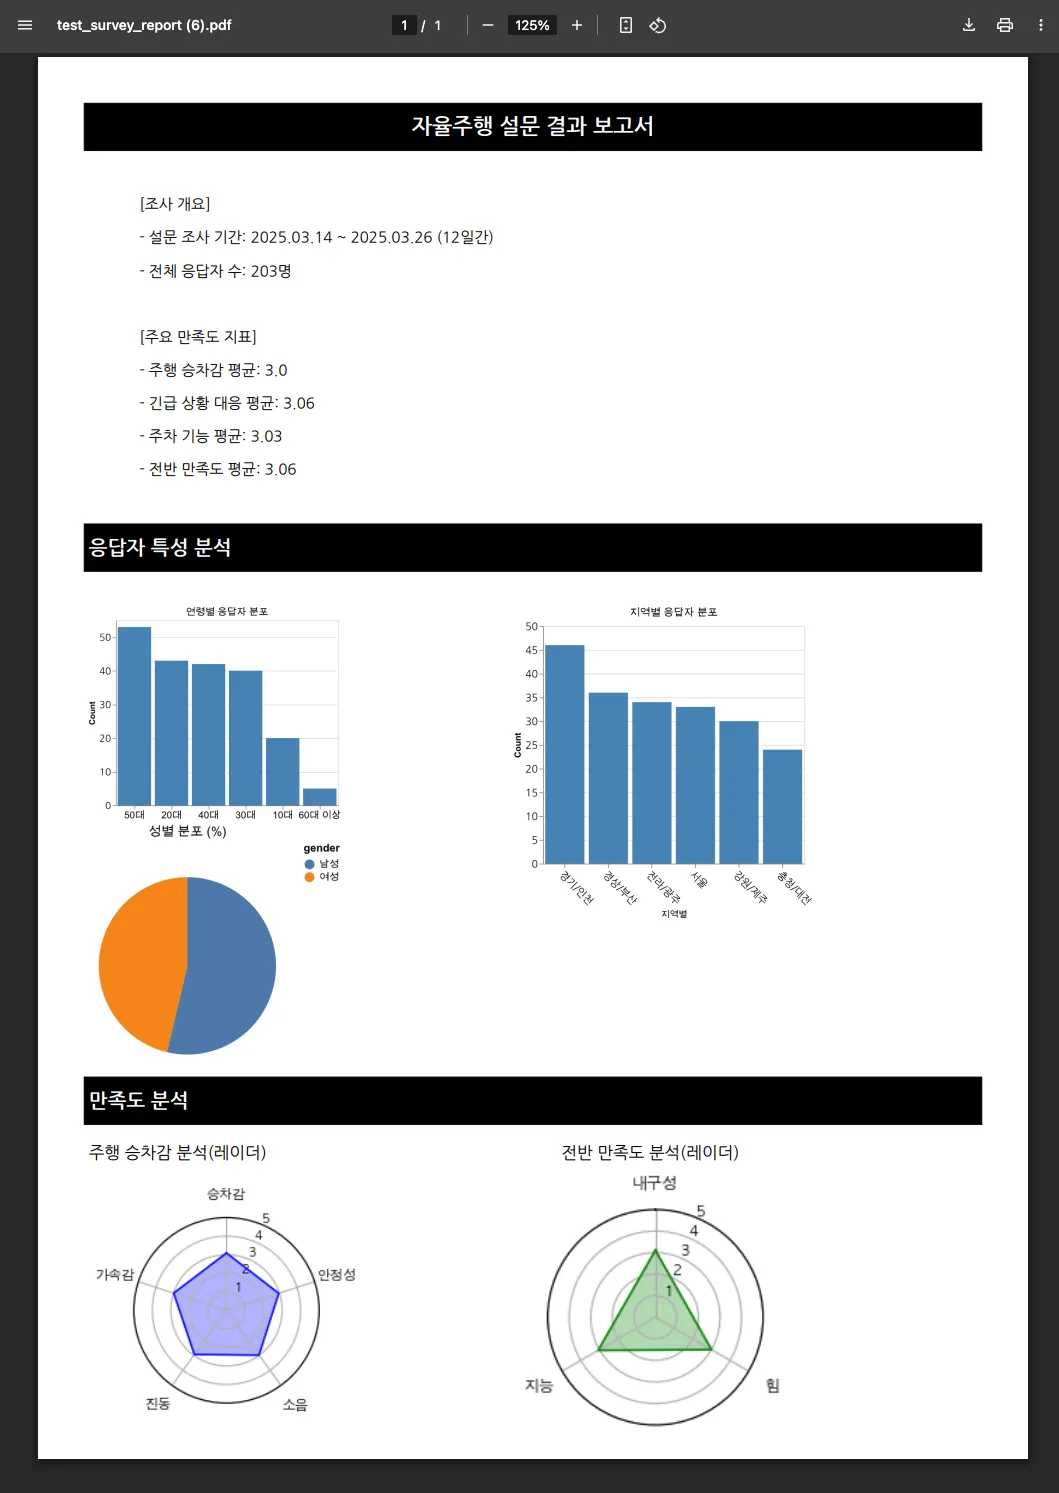 test_survey_report (6).pdf
1 / 1
125%
자율주행 설문 결과 보고서
[조사 개요]
- 설문 조사 기간: 2025.03.14 ~ 2025.03.26 (12일간)
- 전체 응답자 수: 203명
[주요 만족도 지표]
- 주행 승차감 평균: 3.0
- 긴급 상황 대응 평균: 3.06
- 주차 기능 평균: 3.03
- 전반 만족도 평균: 3.06
응답자 특성 분석
연령별 응답자 분포
50
40
30
20
10
0
Count
50대 20대 40대 30대 10대 60대 이상
성별 분포 (%)
gender
남성
여성
지역별 응답자 분포
50
45
40
35
30
25
20
15
10
5
0
Count
경기/인천 경상/부산 전라/광주 서울 강원/제주 충청/대전
지역별
만족도 분석
주행 승차감 분석(레이더)
승차감
5
4
3
2
1
가속감
안정성
진동
소음
전반 만족도 분석(레이더)
내구성
5
4
3
2
1
지능
힘